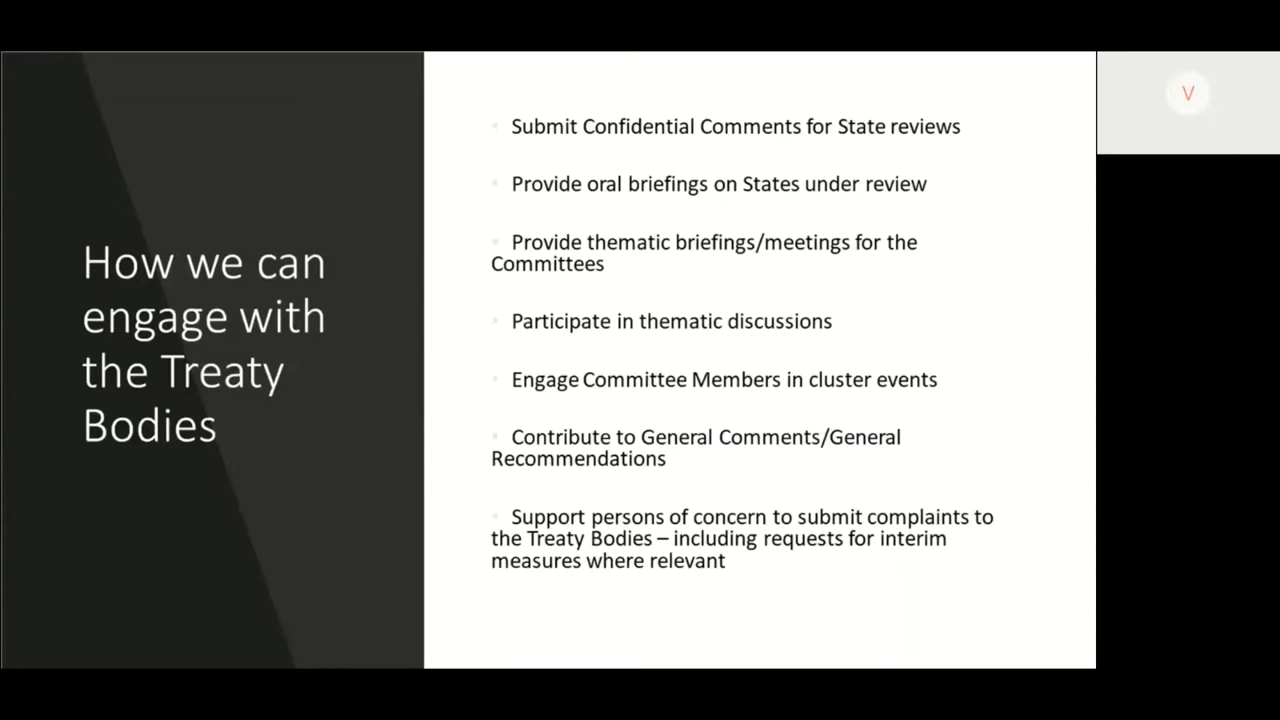 How we can
engage with
the Treaty
Bodies
Submit Confidential Comments for State reviews
Provide oral briefings on States under review
Provide thematic briefings/meetings for the
Committees
Participate in thematic discussions
Engage Committee Members in cluster events
Contribute to General Comments/General
Recommendations
Support persons of concern to submit complaints to
the Treaty Bodies – including requests for interim
measures where relevant
V